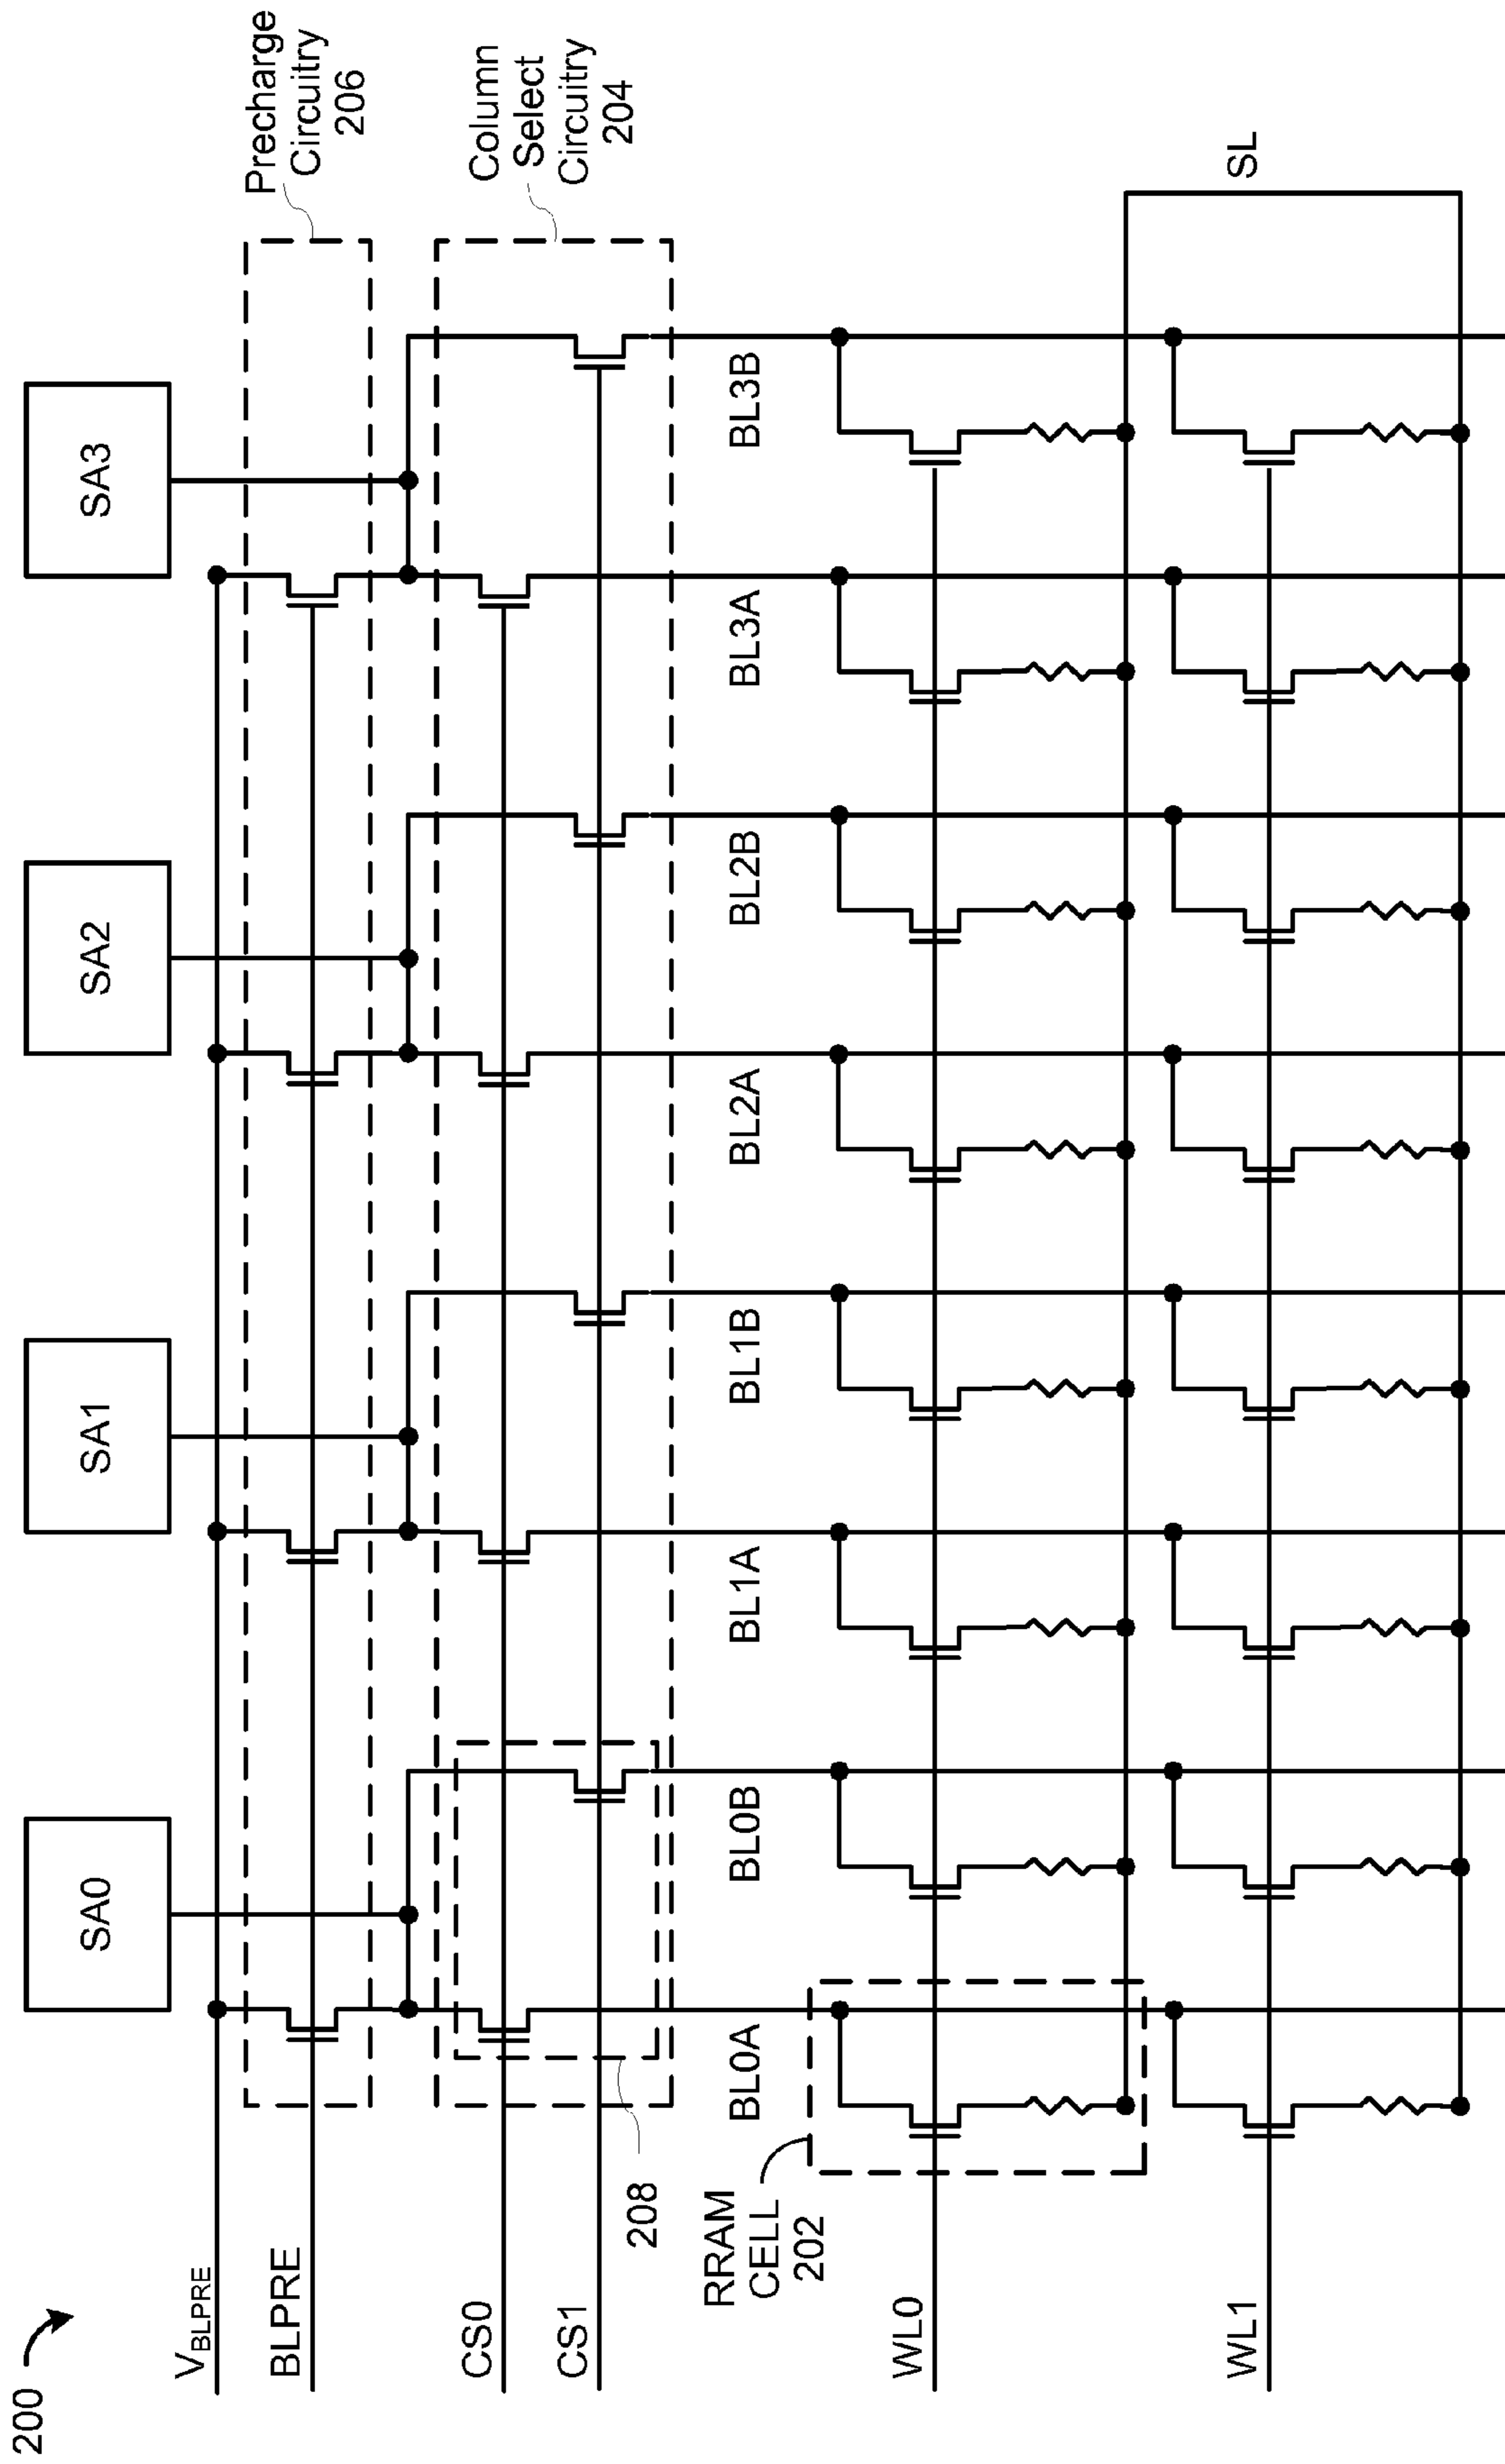 200
SA0
SA1
SA2
SA3
VBLPRE
BLPRE
Precharge
Circuitry
206
CS0
CS1
Column
Select
Circuitry
204
208
BL0A
BL0B
BL1A
BL1B
BL2A
BL2B
BL3A
BL3B
RRAM
CELL
202
WL0
SL
WL1